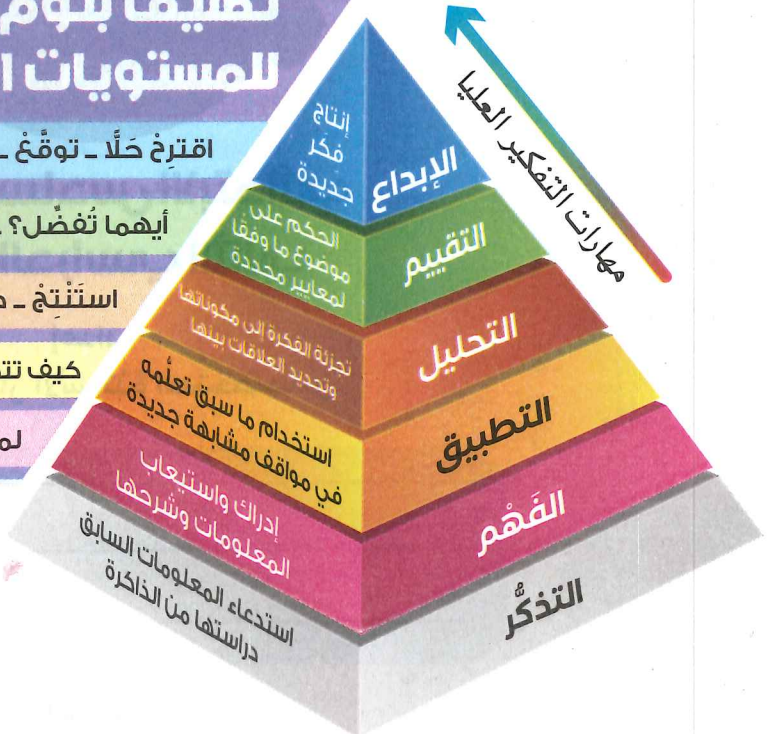 تصنيف بلوم
للمستويات ا
اقترِحْ حَلًّا – توقَّعْ –
أيهما تُفضِّل؟
استَنْتِجْ –
كيف
مهارات التفكير العليا
الإبداع
إنتاج
فكَر
جديدة
التقييم
الحكم على
موضوع ما وفقًا
لمعايير محددة
التحليل
تجزئة الفكرة إلى مكوناتها
وتحديد العلاقات بينها
التطبيق
استخدام ما سبق تعلُّمه
في مواقف مشابهة جديدة
الفَهْم
إدراك واستيعاب
المعلومات وشرحها
التذكُّر
استدعاء المعلومات السابق
دراستها من الذاكرة